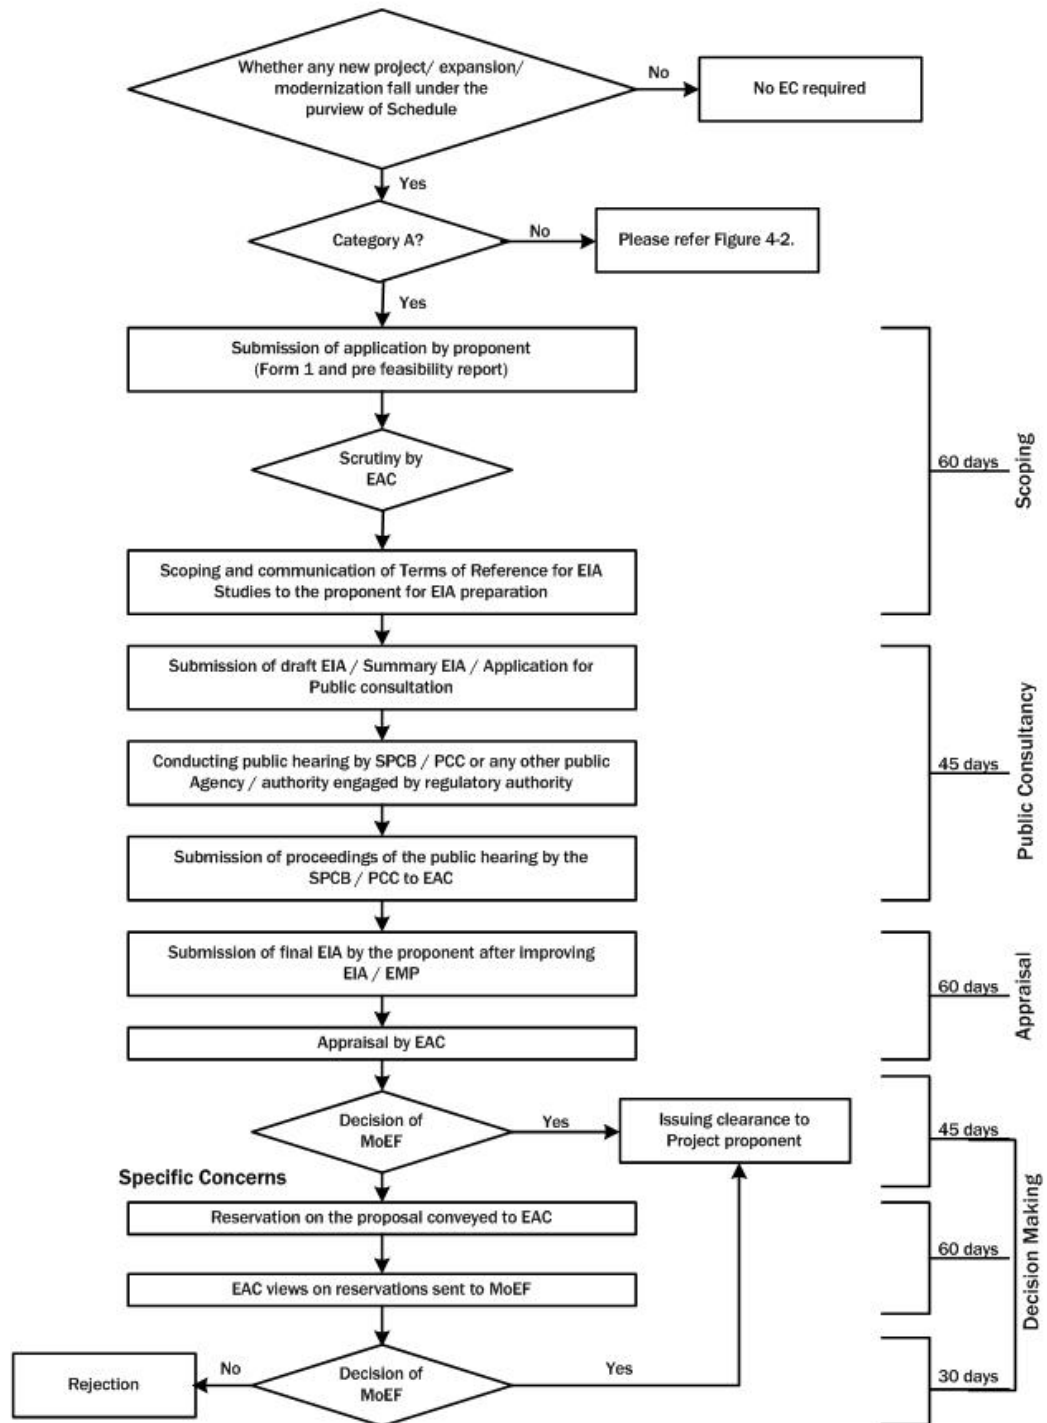 Whether any new project/ expansion/
modernization fall under the
purview of Schedule
No
No EC required
Yes
Category A?
No
Please refer Figure 4-2.
Yes
Submission of application by proponent
(Form 1 and pre feasibility report)
Scrutiny by
EAC
60 days
Scoping
Scoping and communication of Terms of Reference for EIA
Studies to the proponent for EIA preparation
Submission of draft EIA / Summary EIA / Application for
Public consultation
Conducting public hearing by SPCB / PCC or any other public
Agency / authority engaged by regulatory authority
45 days
Public Consultancy
Submission of proceedings of the public hearing by the
SPCB / PCC to EAC
Submission of final EIA by the proponent after improving
EIA / EMP
60 days
Appraisal
Appraisal by EAC
Decision of
MoEF
Yes
Issuing clearance to
Project proponent
45 days
Specific Concerns
Reservation on the proposal conveyed to EAC
60 days
Decision Making
EAC views on reservations sent to MoEF
Rejection
No
Decision of
MoEF
Yes
30 days